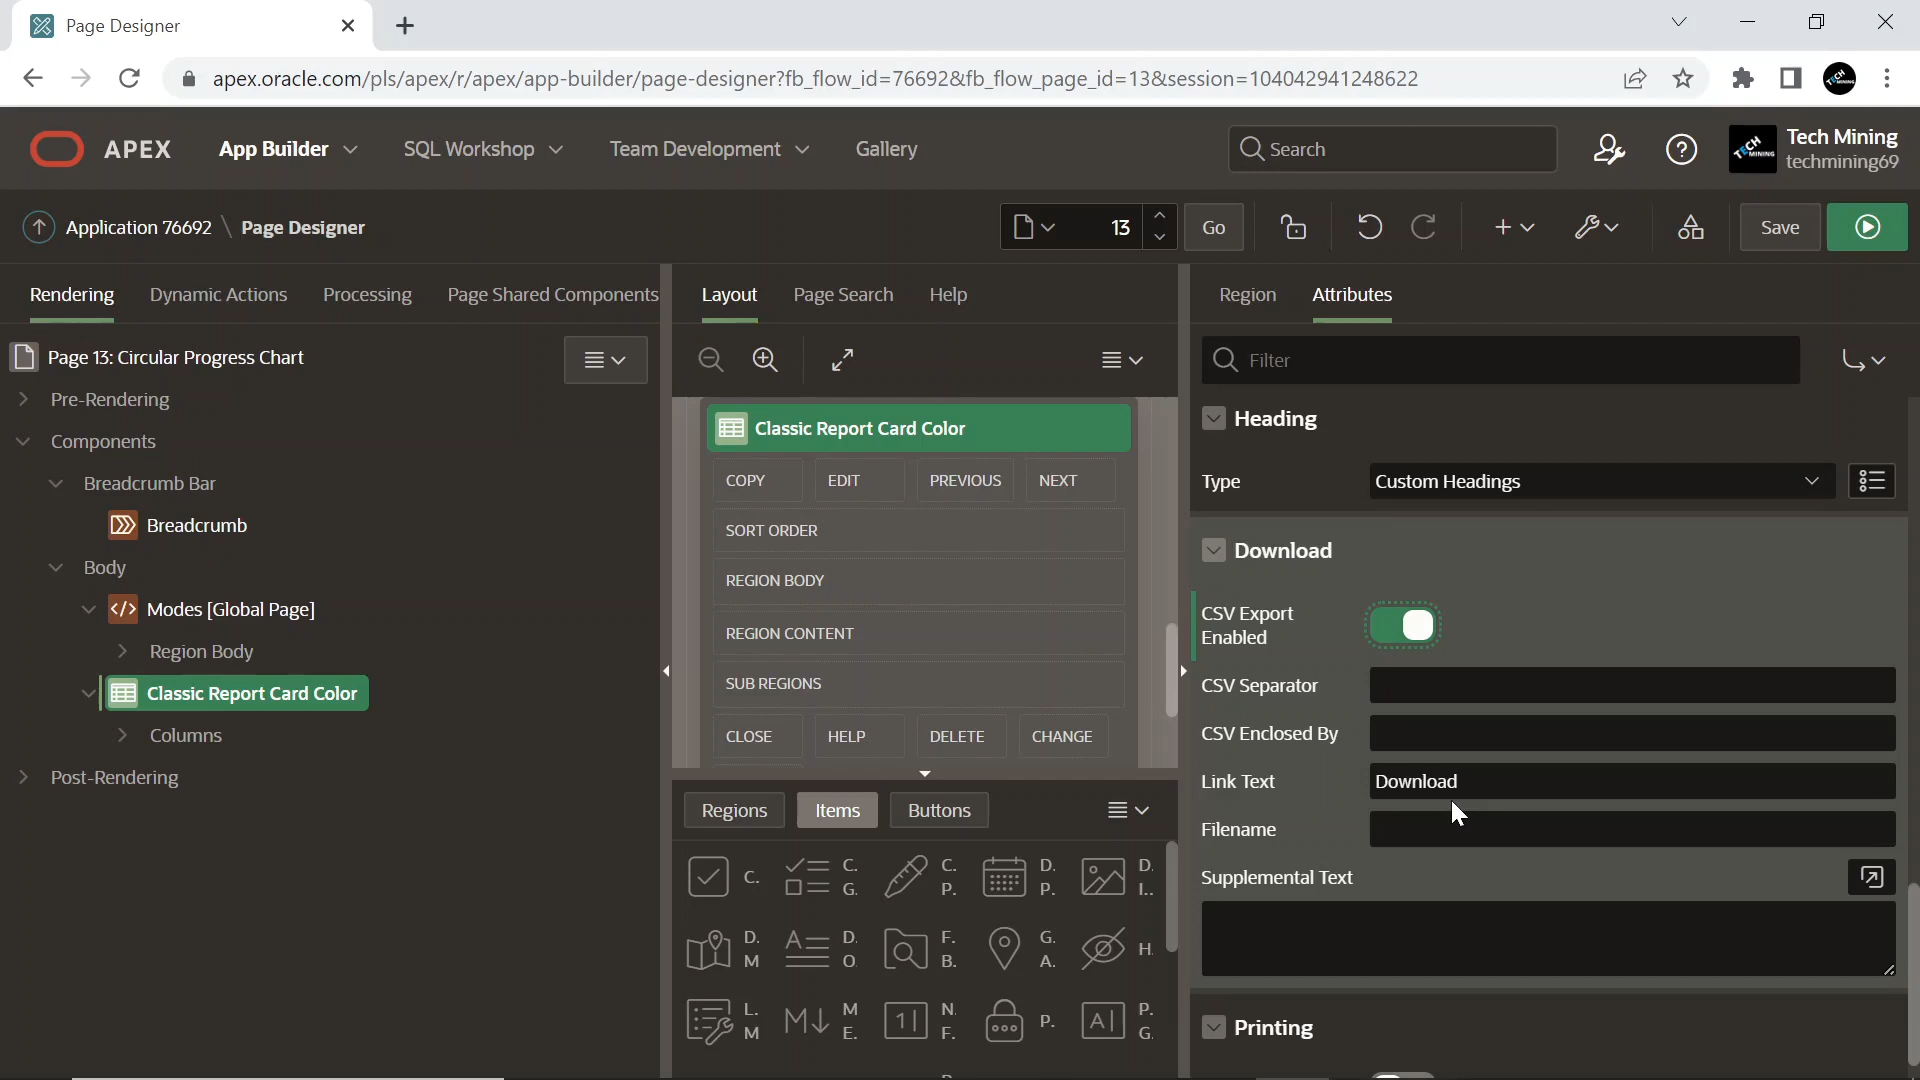 Page Designer
apex.oracle.com/pls/apex/r/apex/app-builder/page-designer?fb_flow_id=76692&fb_flow_page_id=13&session=104042941248622
APEX
App Builder
SQL Workshop
Team Development
Gallery
Search
Tech Mining
techmining69
Application 76692 \ Page Designer
13
Go
Save
Rendering
Dynamic Actions
Processing
Page Shared Components
Page 13: Circular Progress Chart
Pre-Rendering
Components
Breadcrumb Bar
Breadcrumb
Body
Modes [Global Page]
Region Body
Classic Report Card Color
Columns
Post-Rendering
Layout
Page Search
Help
Classic Report Card Color
COPY
EDIT
PREVIOUS
NEXT
SORT ORDER
REGION BODY
REGION CONTENT
SUB REGIONS
CLOSE
HELP
DELETE
CHANGE
Regions
Items
Buttons
C.
C.
G.
C.
P.
D.
P.
D.
I..
D.
M
D.
O
F.
B.
G.
A.
H
L.
M
M
E.
N.
F.
P.
P.
G.
Region
Attributes
Filter
Heading
Type
Custom Headings
Download
CSV Export
Enabled
CSV Separator
CSV Enclosed By
Link Text
Download
Filename
Supplemental Text
Printing